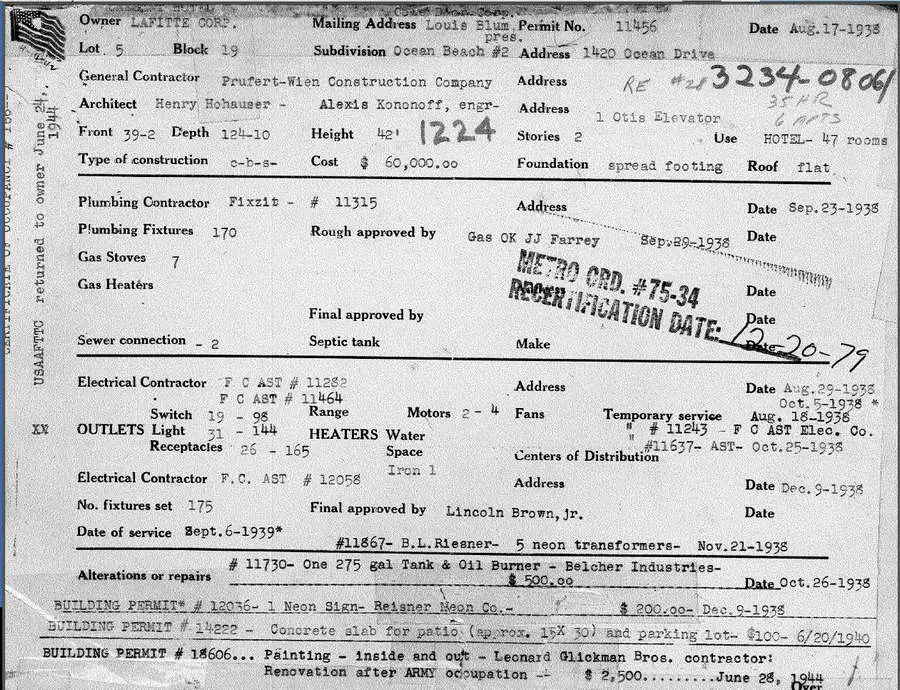 Owner LAFITTE CORP. Mailing Address Louis Blum, Permit No. 11456 Date Aug.17-1938
pres.
Lot 5 Block 19 Subdivision Ocean Beach #2 Address 1420 Ocean Drive
General Contractor Prufert-Wien Construction Company Address RE #28 3234-0806
Architect Henry Hohauser - Alexis Kononoff, engr- Address 35 HR
1 Otis Elevator 6 APTS
Front 39-2 Depth 124-10 Height 42' 1224 Stories 2 Use HOTEL- 47 rooms
Type of construction c-b-s- Cost $ 60,000.00 Foundation spread footing Roof flat
Plumbing Contractor Fixzit - # 11315 Address Date Sep.23-1938
Plumbing Fixtures 170 Rough approved by Gas OK JJ Farrey Sep.29-1938 Date
Gas Stoves 7
METRO ORD. #75-34
Gas Heaters Date
RECERTIFICATION DATE: 12-20-79
Final approved by Date
Sewer connection - 2 Septic tank Make Date
Electrical Contractor F C AST # 11282 Address Date Aug.29-1938
F C AST # 11464 Oct.5-1938 *
Switch 19 - 98 Range Motors 2 - 4 Fans Temporary service Aug. 18-1938
XX OUTLETS Light 31 - 144 HEATERS Water " # 11243 - F C AST Elec. Co.
Receptacles 26 - 165 Space " #11637- AST- Oct.25-1938
Centers of Distribution
Iron 1
Electrical Contractor F.C. AST # 12058 Address Date Dec.9-1938
No. fixtures set 175 Final approved by Lincoln Brown,jr. Date
Date of service Sept.6-1939*
#11867- B.L.Riesner- 5 neon transformers- Nov.21-1938
# 11730- One 275 gal Tank & Oil Burner - Belcher Industries-
Alterations or repairs $ 500.00 Date Oct.26-1938
BUILDING PERMIT* # 12036- 1 Neon Sign- Reisner Neon Co.- $ 200.00- Dec.9-1938
BUILDING PERMIT # 14222 - Concrete slab for patio (approx. 15X 30) and parking lot- $100- 6/20/1940
BUILDING PERMIT # 18606... Painting - inside and out - Leonard Glickman Bros. contractor:
Renovation after ARMY occupation -- $ 2,500.........June 28, 1944
Over
USAAFTTC returned to owner June 24, 1944